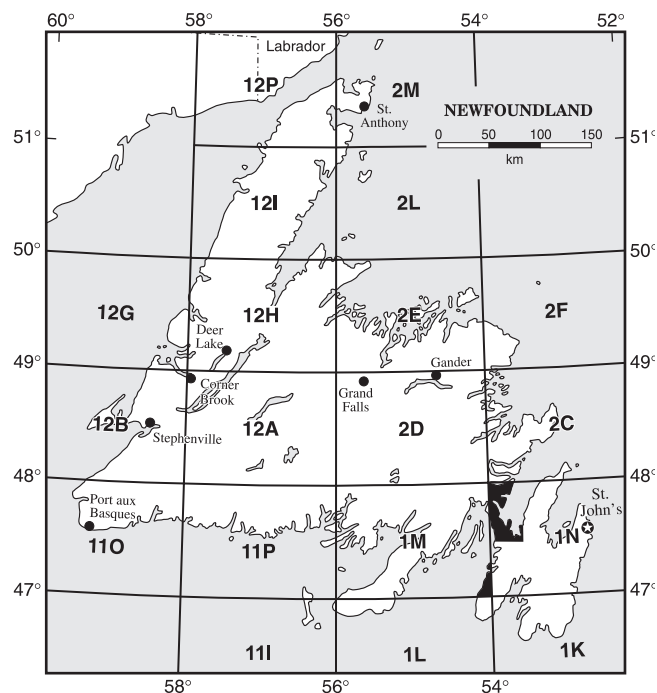 60° 58° 56° 54° 52°
Labrador
12P
2M
St.
Anthony
NEWFOUNDLAND
0 50 100 150
km
51° 51°
12I 2L
50° 50°
12G 12H 2E 2F
Deer
Lake
49° 49°
Corner
Brook
Grand
Falls
Gander
12B 12A 2D 2C
Stephenville
48° 48°
Port aux
Basques
St.
John's
11O 11P 1M 1N
47° 47°
11I 1L 1K
58° 56° 54°